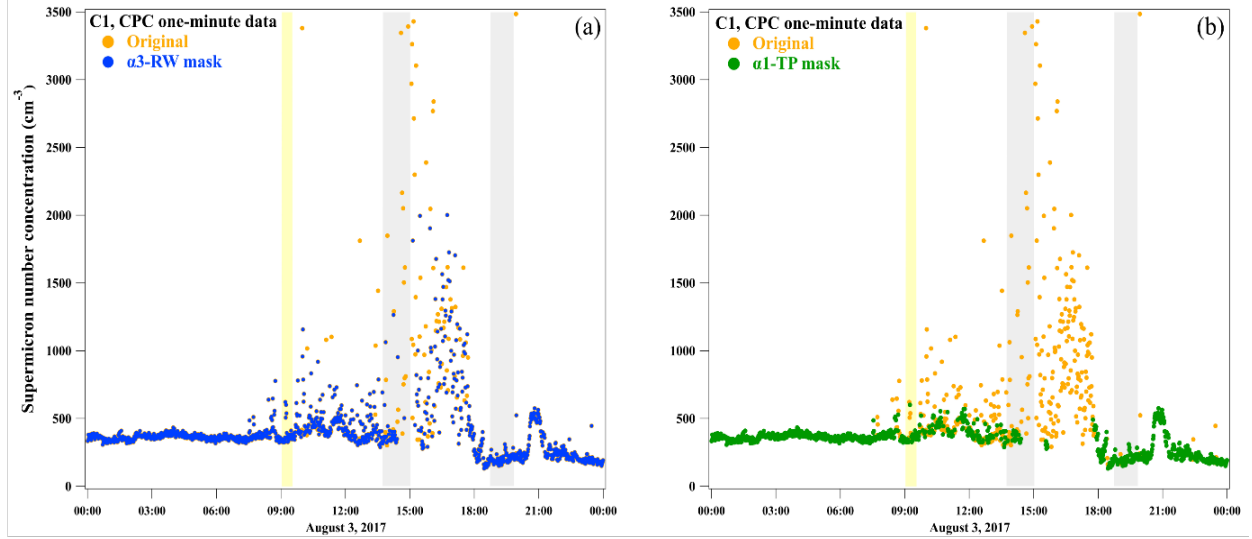 C1, CPC one-minute data
Original
α3-RW mask
(a)
Supermicron number concentration (cm-3)
3500
3000
2500
2000
1500
1000
500
0
00:00 03:00 06:00 09:00 12:00 15:00 18:00 21:00 00:00
August 3, 2017
C1, CPC one-minute data
Original
α1-TP mask
(b)
3500
3000
2500
2000
1500
1000
500
0
00:00 03:00 06:00 09:00 12:00 15:00 18:00 21:00 00:00
August 3, 2017